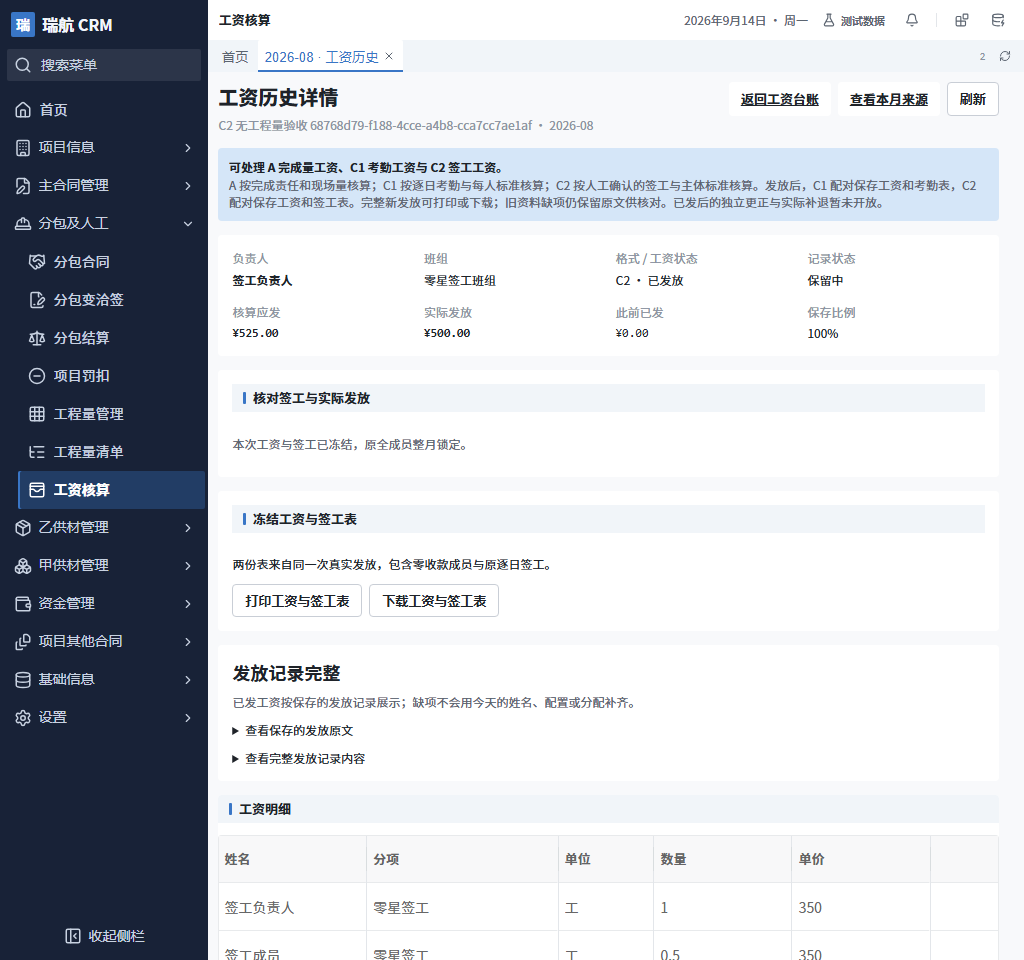 瑞 瑞航 CRM
搜索菜单
首页
项目信息
主合同管理
分包及人工
分包合同
分包变洽签
分包结算
项目罚扣
工程量管理
工程量清单
工资核算
乙供材管理
甲供材管理
资金管理
项目其他合同
基础信息
设置
收起侧栏
工资核算
2026年9月14日 · 周一 测试数据
首页 2026-08 · 工资历史 ×
2
工资历史详情
返回工资台账 查看本月来源 刷新
C2 无工程量验收 68768d79-f188-4cce-a4b8-cca7cc7ae1af · 2026-08
可处理 A 完成量工资、C1 考勤工资与 C2 签工工资。
A 按完成责任和现场量核算；C1 按逐日考勤与每人标准核算；C2 按人工确认的签工与主体标准核算。发放后，C1 配对保存工资和考勤表，C2
配对保存工资和签工表。完整新发放可打印或下载；旧资料缺项仍保留原文供核对。已发后的独立更正与实际补退暂未开放。
负责人 班组 格式 / 工资状态 记录状态
签工负责人 零星签工班组 C2 · 已发放 保留中
核算应发 实际发放 此前已发 保存比例
¥525.00 ¥500.00 ¥0.00 100%
核对签工与实际发放
本次工资与签工已冻结，原全成员整月锁定。
冻结工资与签工表
两份表来自同一次真实发放，包含零收款成员与原逐日签工。
打印工资与签工表 下载工资与签工表
发放记录完整
已发工资按保存的发放记录展示；缺项不会用今天的姓名、配置或分配补齐。
▶ 查看保存的发放原文
▶ 查看完整发放记录内容
工资明细
姓名 分项 单位 数量 单价
签工负责人 零星签工 工 1 350
签工成员 零星签工 工 0.5 350